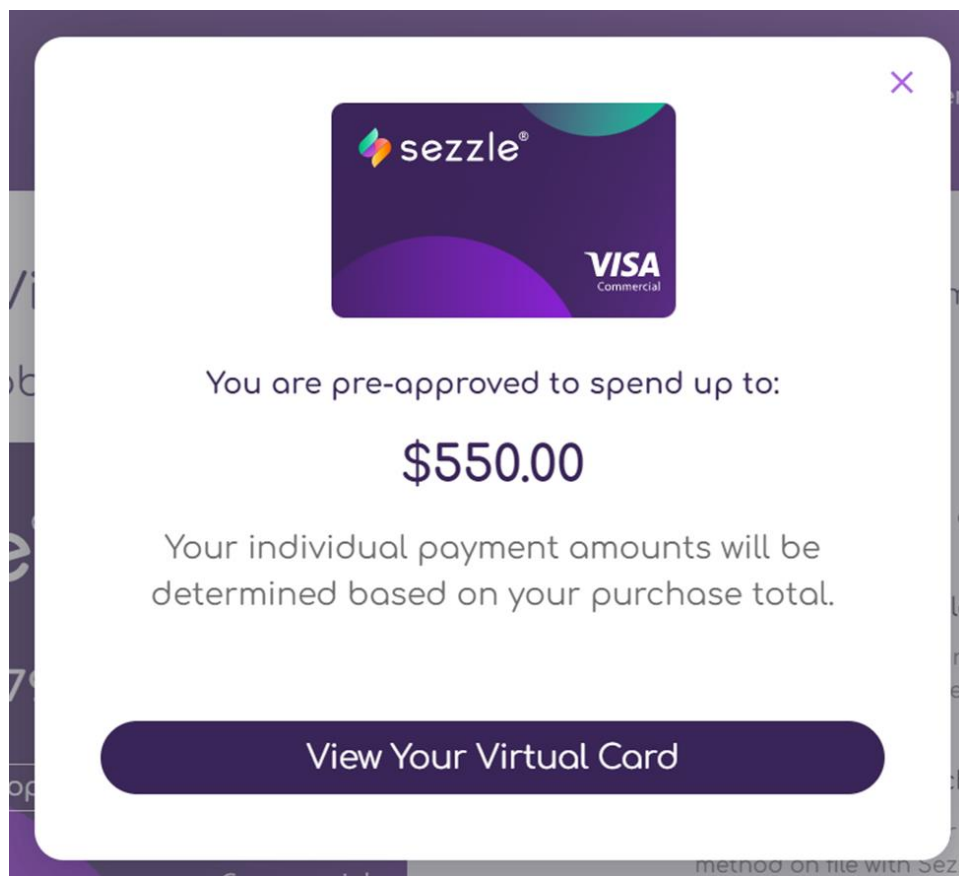 sezzle®
VISA
Commercial
You are pre-approved to spend up to:
$550.00
Your individual payment amounts will be
determined based on your purchase total.
View Your Virtual Card
method on file with Sez